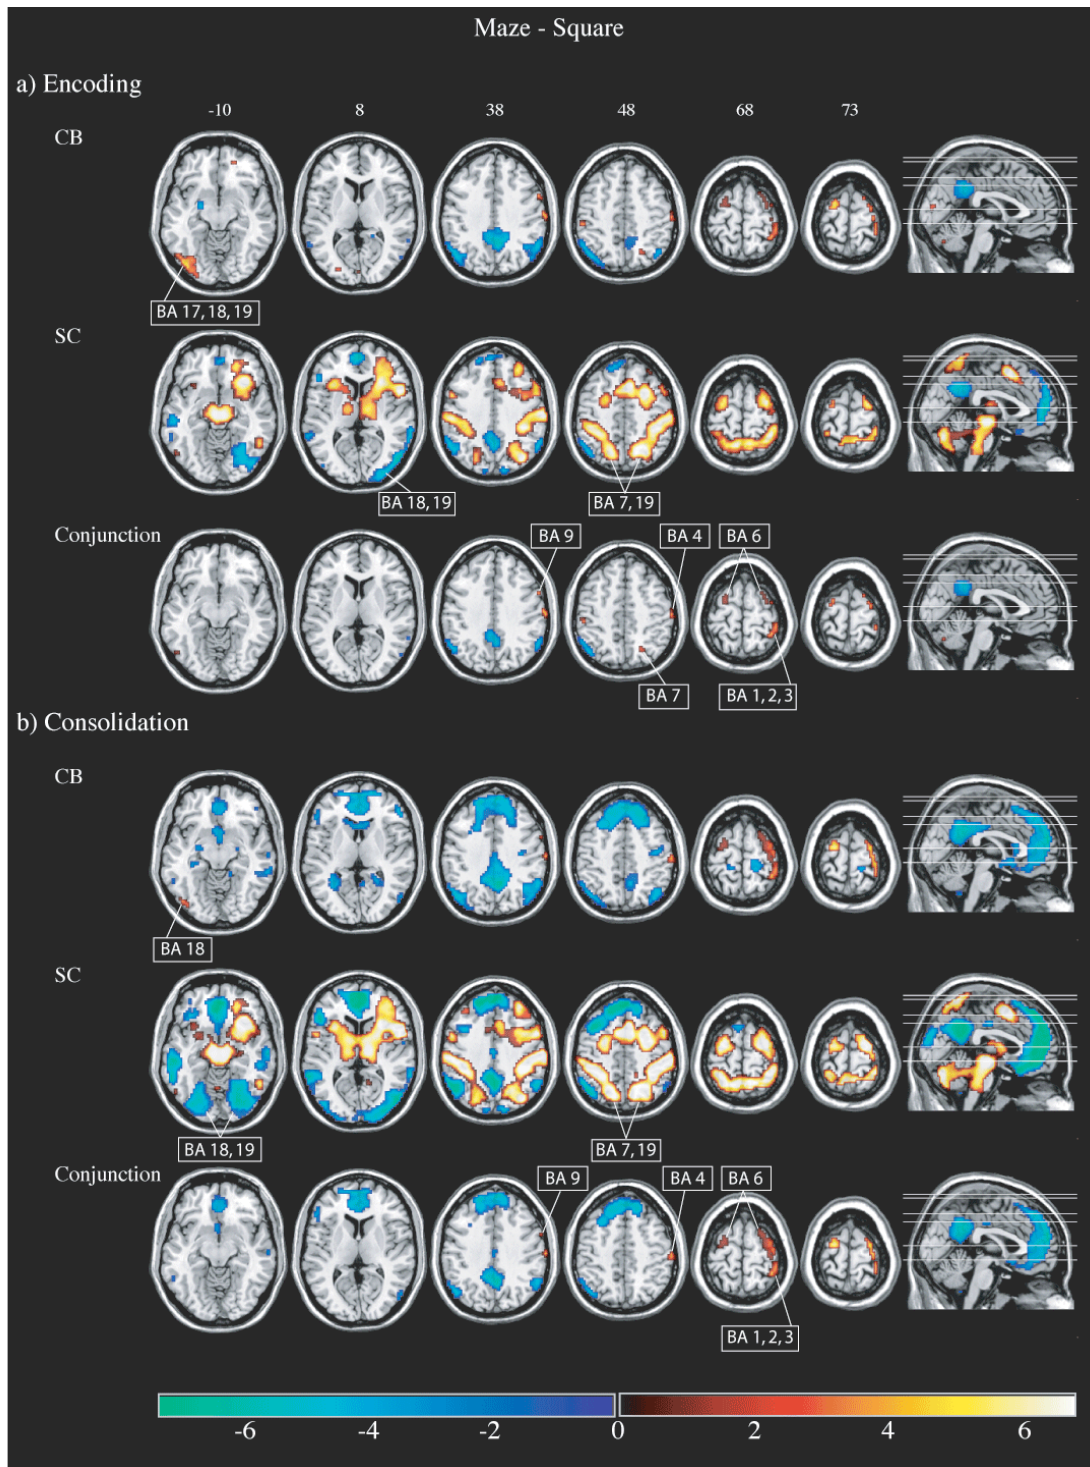 Maze - Square
a) Encoding
-10 8 38 48 68 73
CB
BA 17, 18, 19
SC
BA 18, 19 BA 7, 19
Conjunction BA 9 BA 4 BA 6
BA 7 BA 1, 2, 3
b) Consolidation
CB
BA 18
SC
BA 18, 19 BA 7, 19
Conjunction BA 9 BA 4 BA 6
BA 1, 2, 3
-6 -4 -2 0 2 4 6